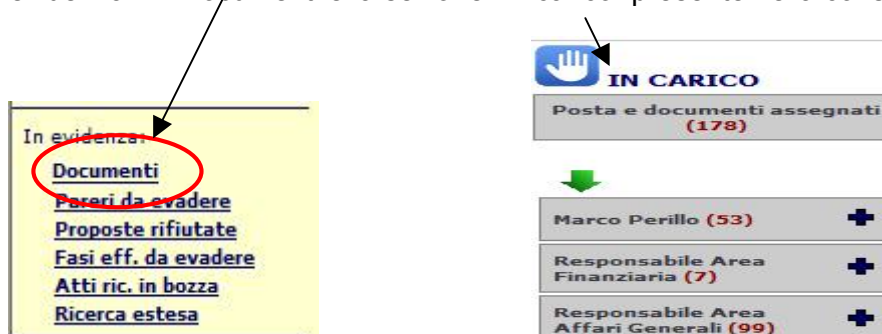 In evidenza:
Documenti
Pareri da evadere
Proposte rifiutate
Fasi eff. da evadere
Atti ric. in bozza
Ricerca estesa
IN CARICO
Posta e documenti assegnati
(178)
Marco Perillo (53)
Responsabile Area
Finanziaria (7)
Responsabile Area
Affari Generali (99)